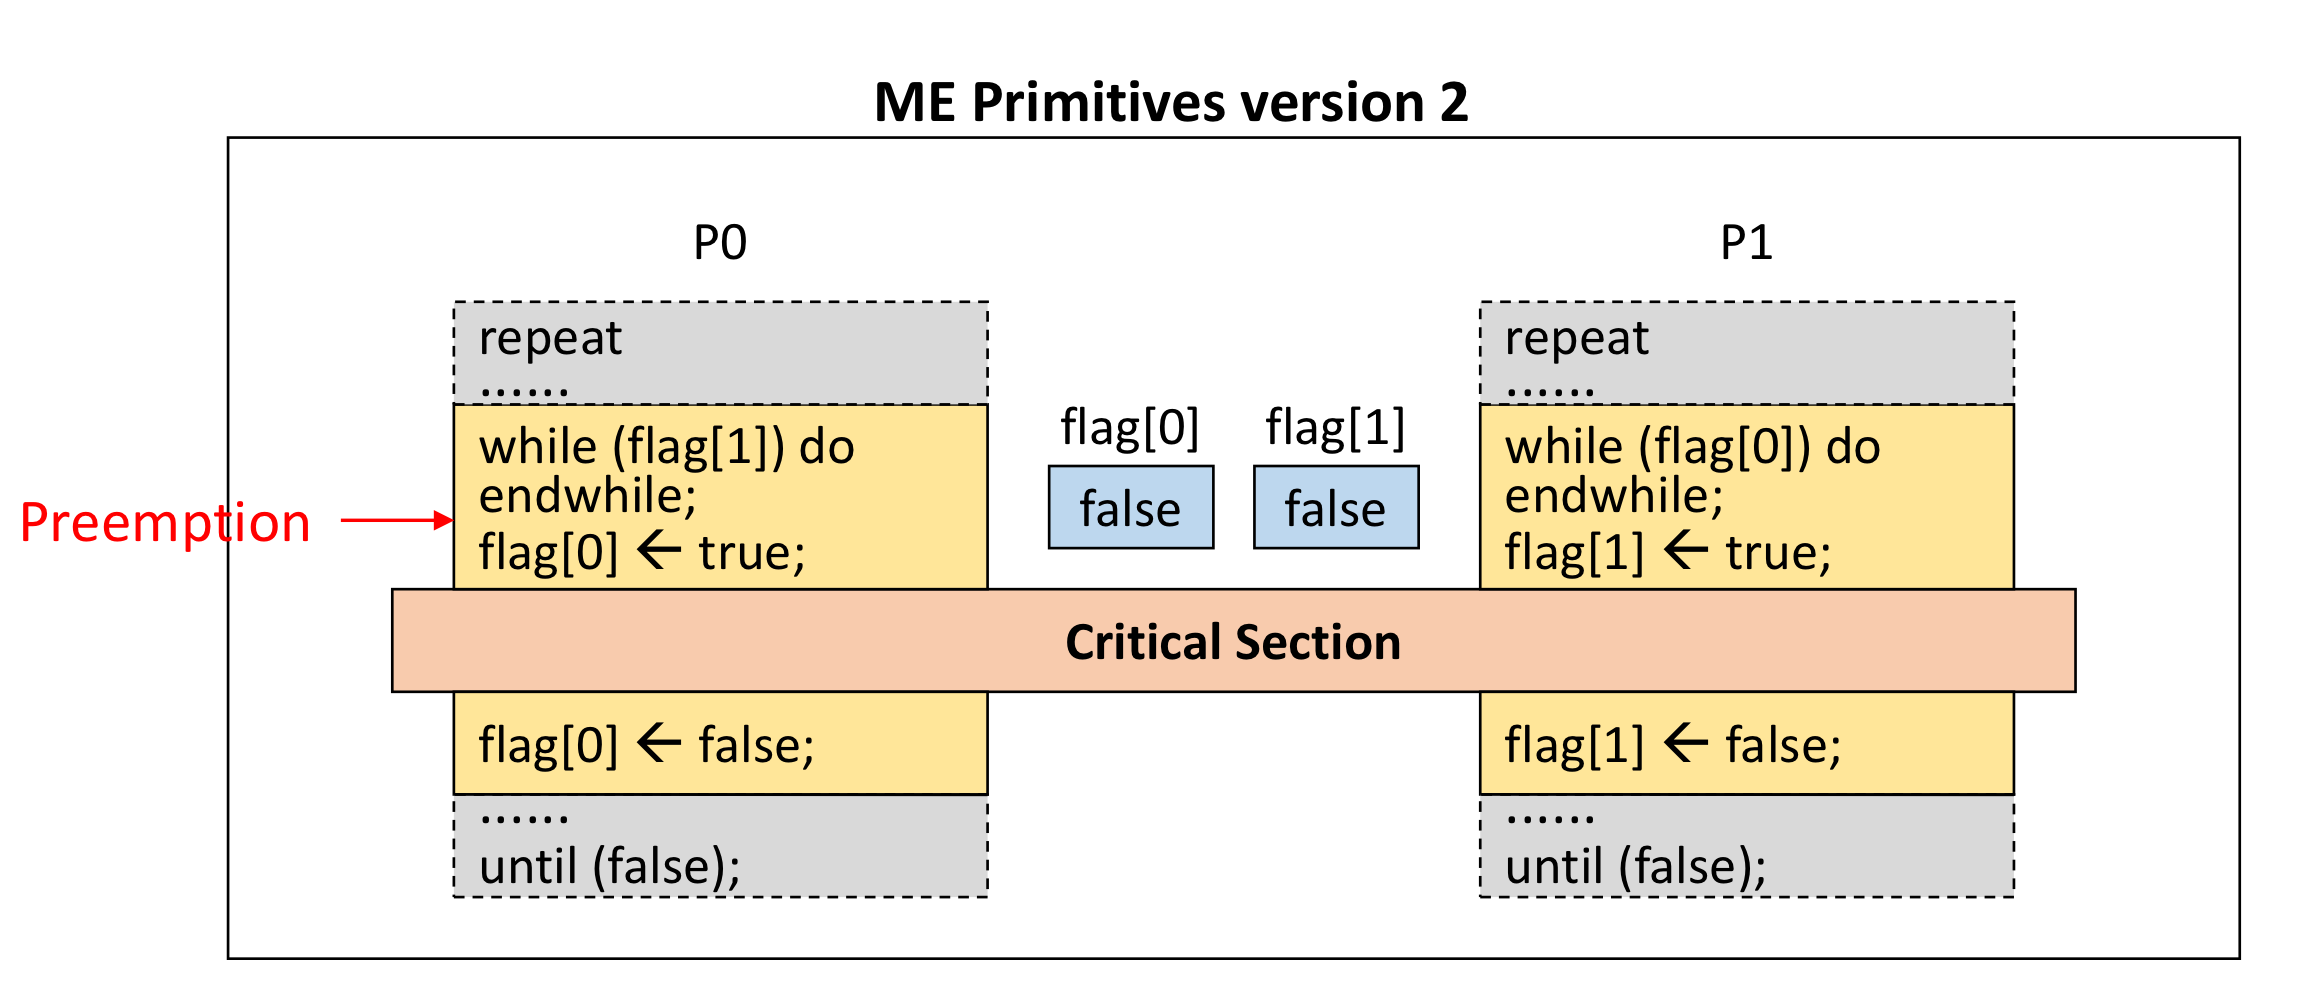 ME Primitives version 2
P0
repeat
......
while (flag[1]) do
endwhile;
flag[0] ← true;
Preemption
flag[0]
false
flag[1]
false
P1
repeat
......
while (flag[0]) do
endwhile;
flag[1] ← true;
Critical Section
flag[0] ← false;
......
until (false);
flag[1] ← false;
......
until (false);